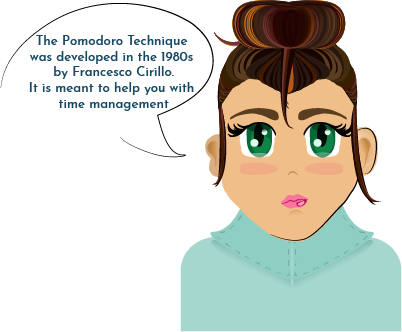 The Pomodoro Technique
was developed in the 1980s
by Francesco Cirillo.
It is meant to help you with
time management